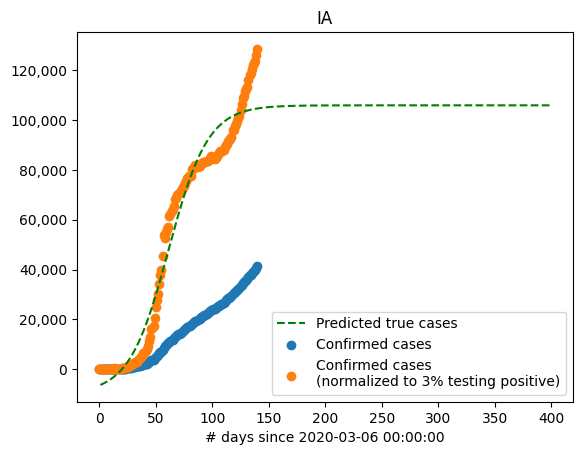 IA
120,000
100,000
80,000
60,000
40,000
20,000
0
Predicted true cases
Confirmed cases
Confirmed cases
(normalized to 3% testing positive)
0 50 100 150 200 250 300 350 400
# days since 2020-03-06 00:00:00